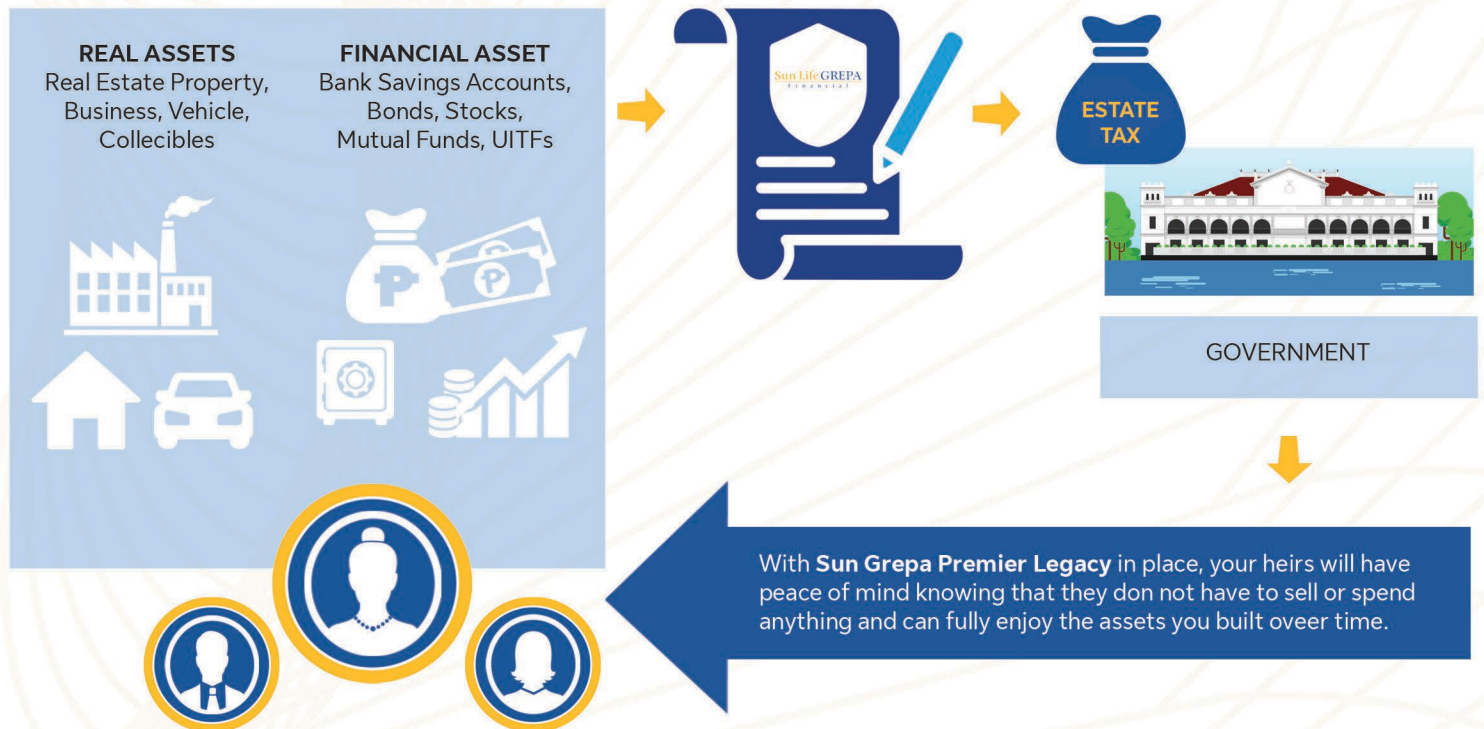 REAL ASSETS
Real Estate Property,
Business, Vehicle,
Collecibles
FINANCIAL ASSET
Bank Savings Accounts,
Bonds, Stocks,
Mutual Funds, UITFs
Sun Life GREPA
Financial
ESTATE
TAX
GOVERNMENT
With Sun Grepa Premier Legacy in place, your heirs will have
peace of mind knowing that they don not have to sell or spend
anything and can fully enjoy the assets you built oveer time.